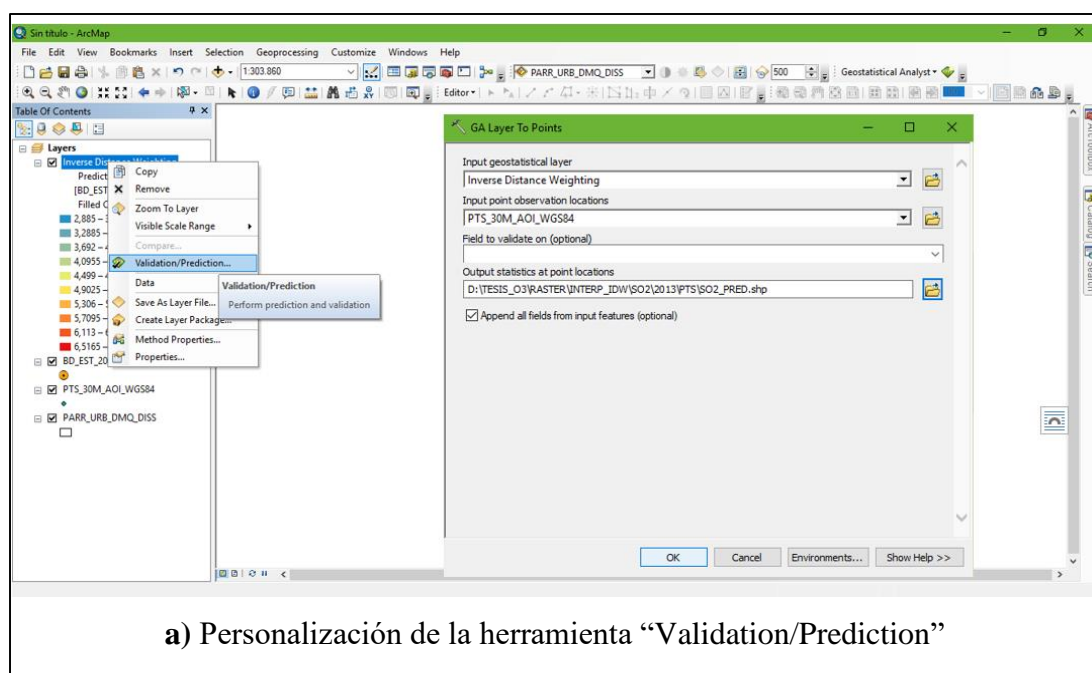 Sin título - ArcMap
File Edit View Bookmarks Insert Selection Geoprocessing Customize Windows Help
1:303.860
PARR_URB_DMQ_DISS
500
Geostatistical Analyst
Editor
Table Of Contents
Layers
Inverse Distance Weighting
Predict
[BD_EST
Filled C
2,885 –
3,2885 -
3,692 –
4,0955 –
4,499 –
4,9025 –
5,306 –
5,7095 –
6,113 –
6,5165 –
BD_EST_20
PTS_30M_AOI_WGS84
PARR_URB_DMQ_DISS
Copy
Remove
Zoom To Layer
Visible Scale Range
Compare...
Validation/Prediction...
Data
Save As Layer File...
Create Layer Package...
Method Properties...
Properties...
Validation/Prediction
Perform prediction and validation
GA Layer To Points
Input geostatistical layer
Inverse Distance Weighting
Input point observation locations
PTS_30M_AOI_WGS84
Field to validate on (optional)
Output statistics at point locations
D:\TESIS_O3\RASTER\INTERP_IDW\SO2\2013\PTS\SO2_PRED.shp
Append all fields from input features (optional)
OK Cancel Environments... Show Help >>
ArcToolbox
Catalog
Search
a) Personalización de la herramienta “Validation/Prediction”